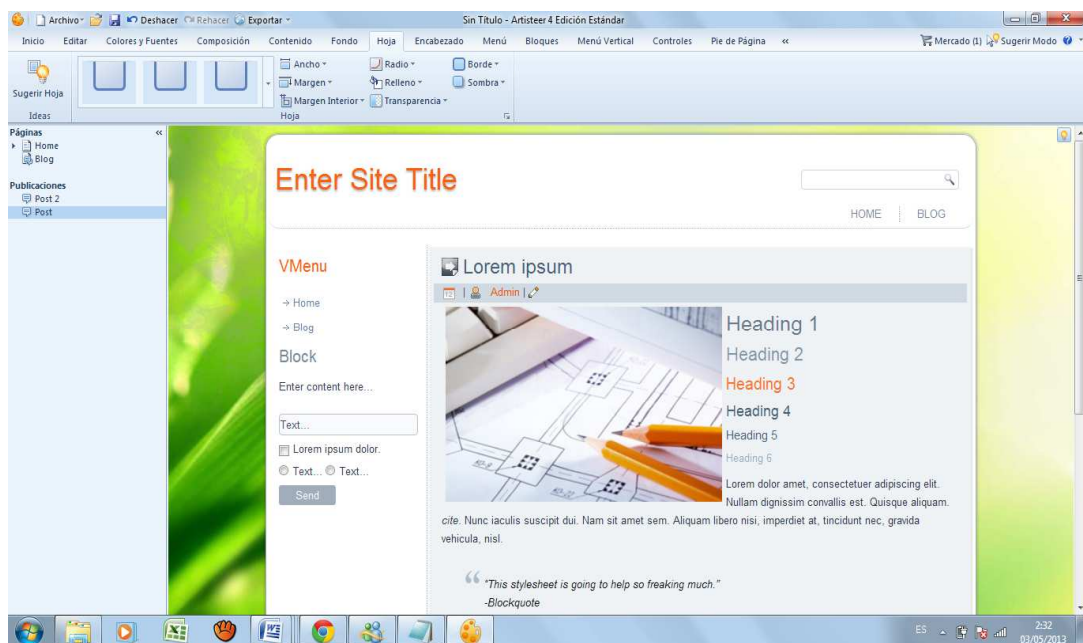 Archivo Deshacer Rehacer Exportar Sin Título - Artisteer 4 Edición Estándar
Inicio Editar Colores y Fuentes Composición Contenido Fondo Hoja Encabezado Menú Bloques Menú Vertical Controles Pie de Página « Mercado (1) Sugerir Modo
Ancho Radio Borde
Margen Relleno Sombra
Sugerir Hoja Margen Interior Transparencia
Ideas Hoja
Páginas «
Home
Blog
Publicaciones
Post 2
Post
Enter Site Title
HOME BLOG
VMenu
→ Home
→ Blog
Block
Enter content here...
Text...
Lorem ipsum dolor.
Text... Text...
Send
Lorem ipsum
| Admin |
Heading 1
Heading 2
Heading 3
Heading 4
Heading 5
Heading 6
Lorem dolor amet, consectetuer adipiscing elit.
Nullam dignissim convallis est. Quisque aliquam.
cite. Nunc iaculis suscipit dui. Nam sit amet sem. Aliquam libero nisi, imperdiet at, tincidunt nec, gravida
vehicula, nisl.
“This stylesheet is going to help so freaking much.”
-Blockquote
ES 2:32
03/05/2013